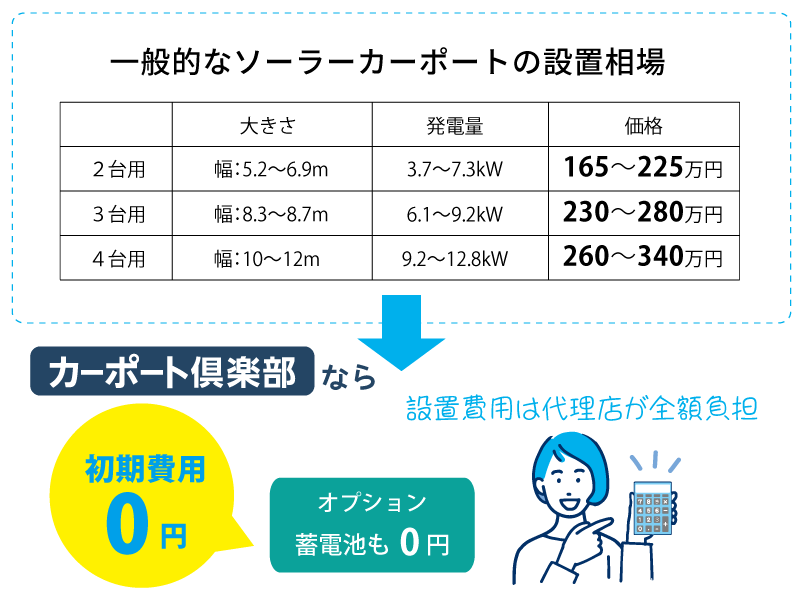 一般的なソーラーカーポートの設置相場
大きさ 発電量 価格
２台用 幅：5.2〜6.9m 3.7〜7.3kW 165〜225万円
３台用 幅：8.3〜8.7m 6.1〜9.2kW 230〜280万円
４台用 幅：10〜12m 9.2〜12.8kW 260〜340万円
カーポート倶楽部 なら
設置費用は代理店が全額負担
初期費用
0円
オプション
蓄電池も 0円